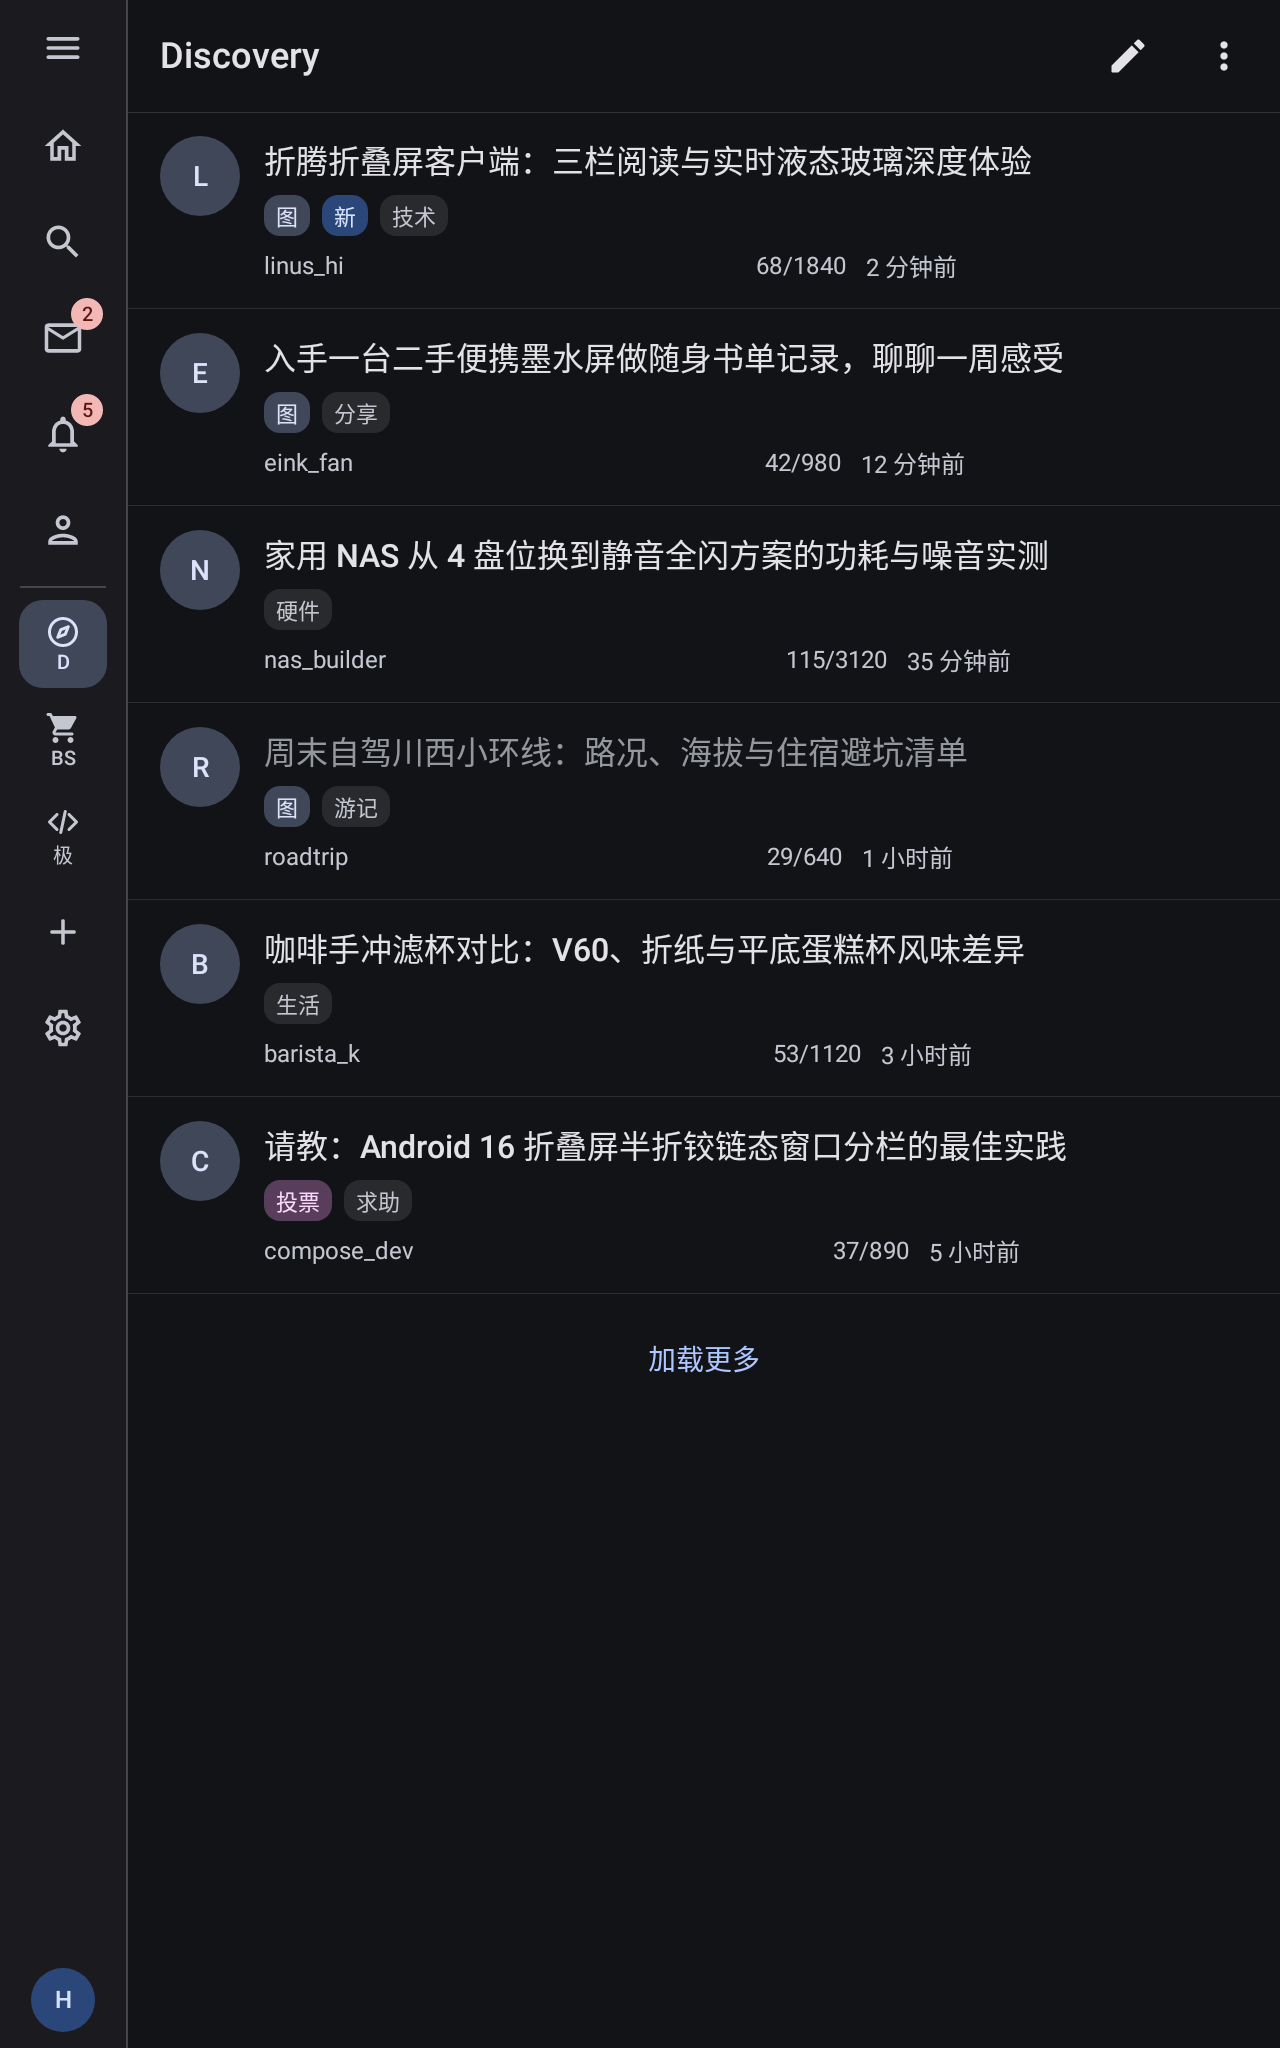 Discovery
L
折腾折叠屏客户端：三栏阅读与实时液态玻璃深度体验
图 新 技术
linus_hi 68/1840 2 分钟前
2
E
入手一台二手便携墨水屏做随身书单记录，聊聊一周感受
图 分享
5
eink_fan 42/980 12 分钟前
N
家用 NAS 从 4 盘位换到静音全闪方案的功耗与噪音实测
硬件
D
nas_builder 115/3120 35 分钟前
BS
R
周末自驾川西小环线：路况、海拔与住宿避坑清单
图 游记
极
roadtrip 29/640 1 小时前
B
咖啡手冲滤杯对比：V60、折纸与平底蛋糕杯风味差异
生活
barista_k 53/1120 3 小时前
C
请教：Android 16 折叠屏半折铰链态窗口分栏的最佳实践
投票 求助
compose_dev 37/890 5 小时前
加载更多
H